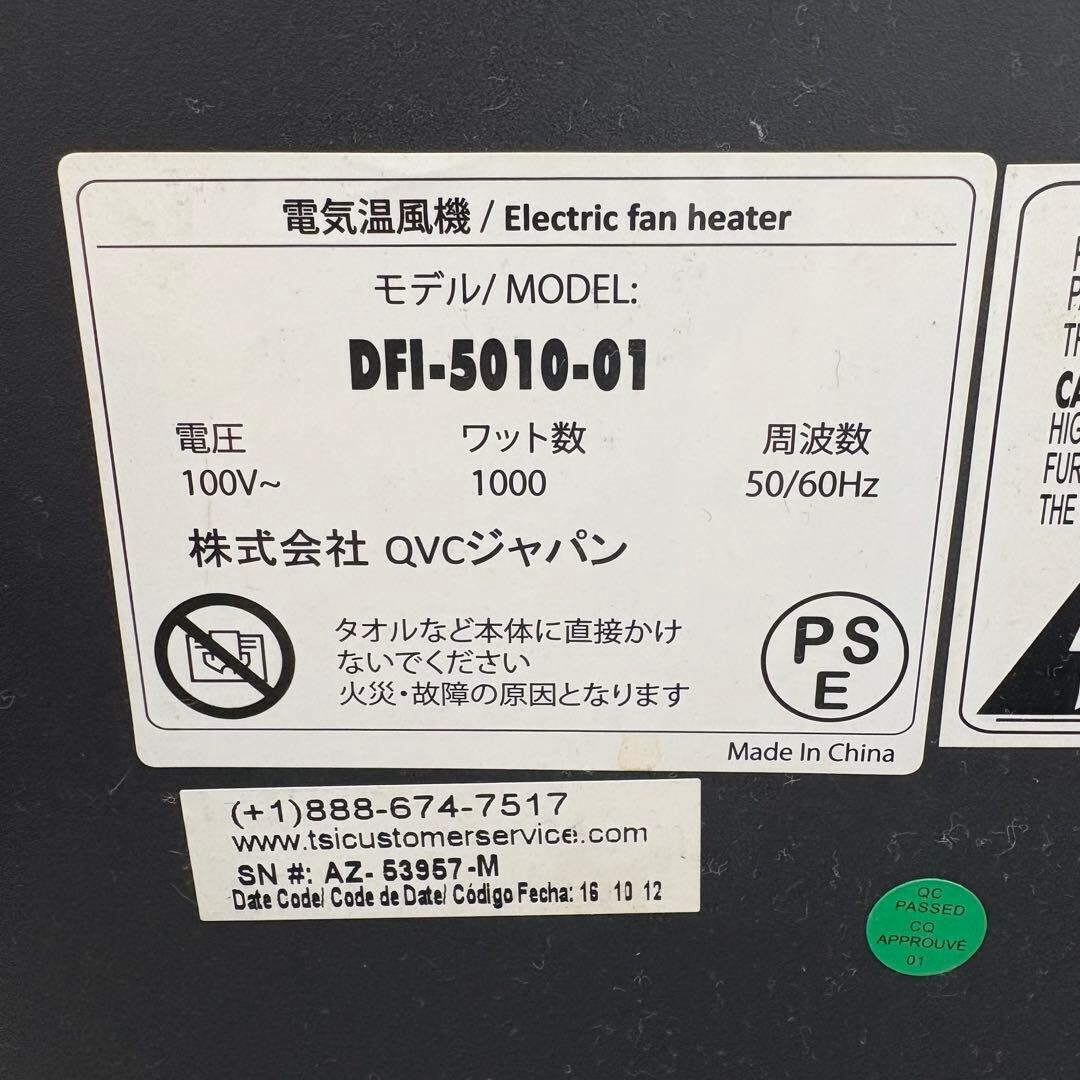 電気温風機 / Electric fan heater
モデル/ MODEL:
DFI-5010-01
電圧 ワット数 周波数
100V~ 1000 50/60Hz
株式会社 QVCジャパン
タオルなど本体に直接かけ
ないでください
火災・故障の原因となります
PS
E
Made In China
(+1)888-674-7517
www.tsicustomerservice.com
SN #: AZ- 53957-M
Date Code/ Code de Date/ Código Fecha: 16 10 12
QC
PASSED
CQ
APPROUVÉ
01
HIG
FUR
THE